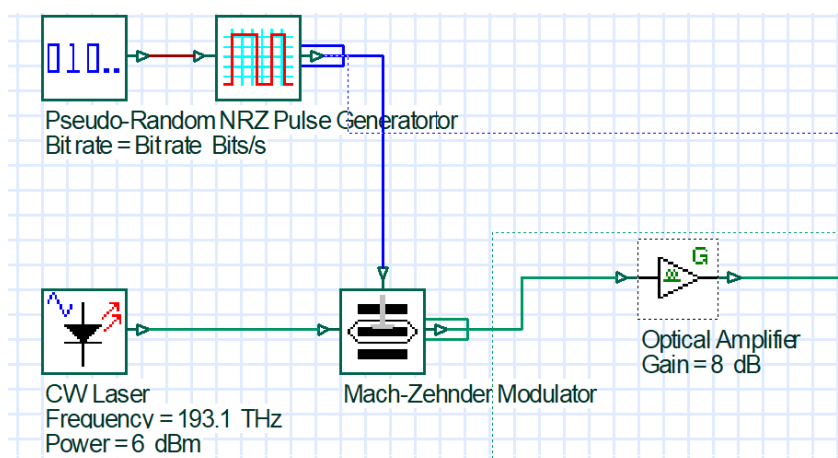 010..
Pseudo-Random NRZ Pulse Generatortor
Bit rate = Bit rate Bits/s
G
Optical Amplifier
Gain = 8 dB
CW Laser
Frequency = 193.1 THz
Power = 6 dBm
Mach-Zehnder Modulator